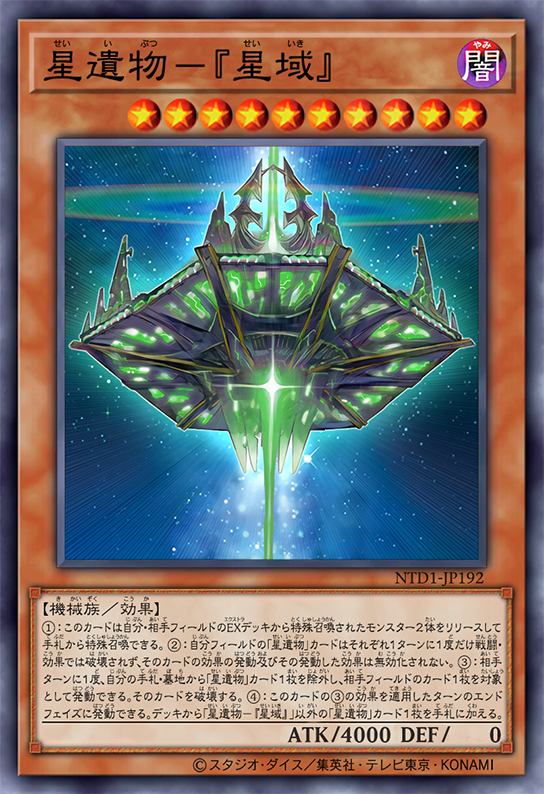 星遺物－『星域』
闇
NTD1-JP192
【機械族／効果】
①：このカードは自分・相手フィールドのEXデッキから特殊召喚されたモンスター2体をリリースして
手札から特殊召喚できる。②：自分フィールドの「星遺物」カードはそれぞれ1ターンに1度だけ戦闘・
効果では破壊されず、そのカードの効果の発動及びその発動した効果は無効化されない。③：相手
ターンに1度、自分の手札・墓地から「星遺物」カード1枚を除外し、相手フィールドのカード1枚を対象
として発動できる。そのカードを破壊する。④：このカードの③の効果を適用したターンのエンド
フェイズに発動できる。デッキから「星遺物－『星域』」以外の「星遺物」カード1枚を手札に加える。
ATK/4000 DEF/ 0
©スタジオ・ダイス／集英社・テレビ東京・KONAMI